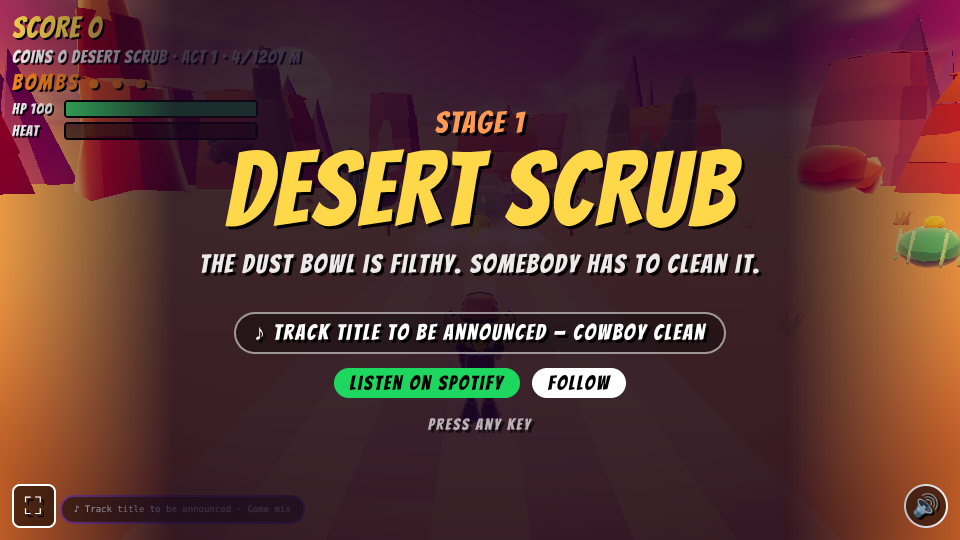 SCORE 0
COINS 0 DESERT SCRUB · ACT 1 · 4/1207 M
BOMBS
HP 100
HEAT
STAGE 1
DESERT SCRUB
THE DUST BOWL IS FILTHY. SOMEBODY HAS TO CLEAN IT.
♪ TRACK TITLE TO BE ANNOUNCED — COWBOY CLEAN
LISTEN ON SPOTIFY
FOLLOW
PRESS ANY KEY
♪ Track title to be announced · Game mix